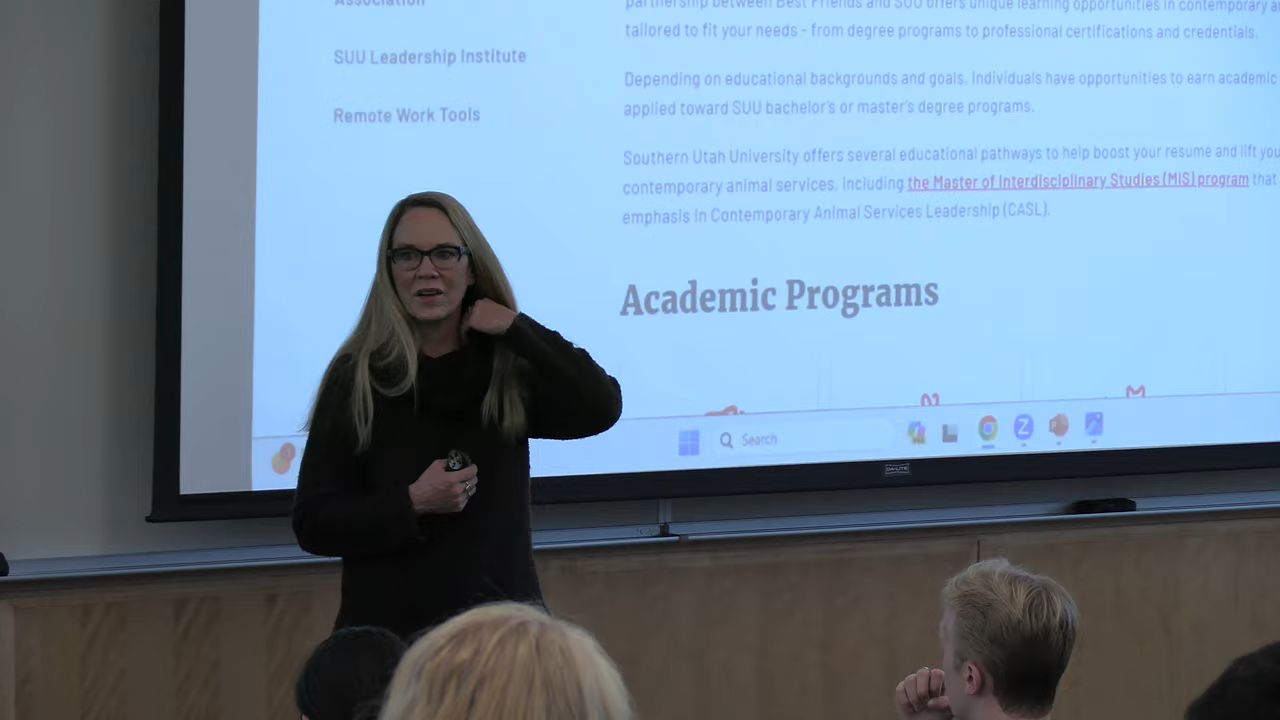 Association
SUU Leadership Institute
Remote Work Tools
partnership between Best Friends and SUU offers unique learning opportunities in contemporary
tailored to fit your needs - from degree programs to professional certifications and credentials.
Depending on educational backgrounds and goals, individuals have opportunities to earn academic
applied toward SUU bachelor's or master's degree programs.
Southern Utah University offers several educational pathways to help boost your resume and lift
contemporary animal services, including the Master of Interdisciplinary Studies (MIS) program that
emphasis in Contemporary Animal Services Leadership (CASL).
Academic Programs
Search
DA-LITE